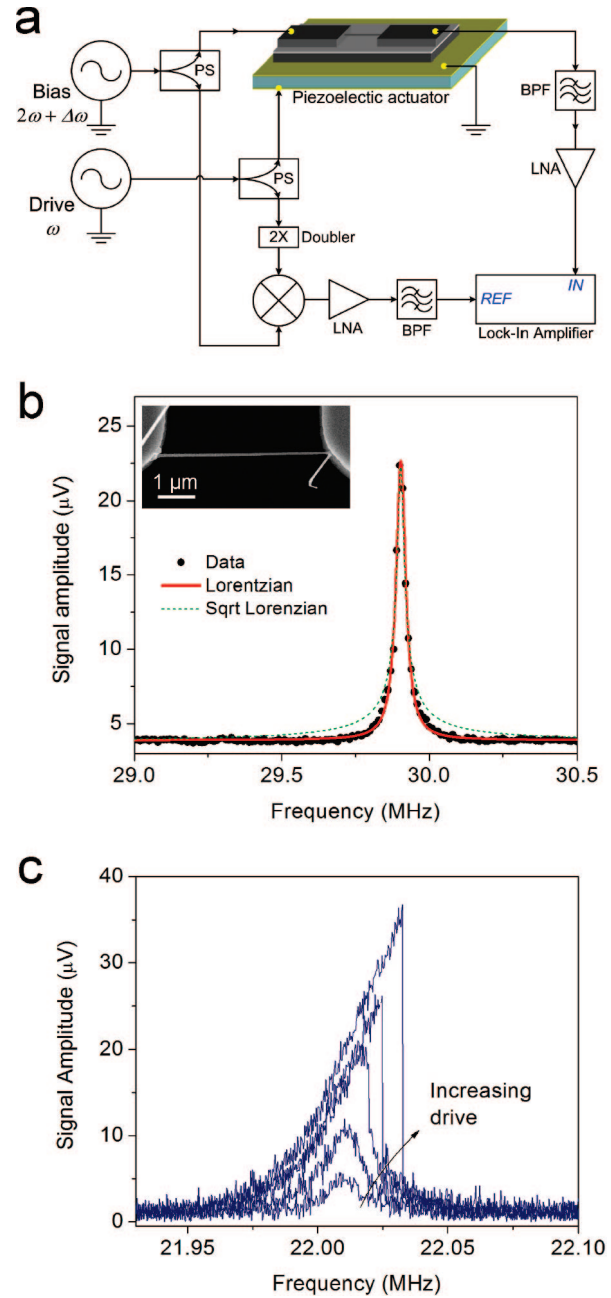 a
PS
Bias
2ω + Δω
Piezoelectic actuator
BPF
LNA
PS
Drive
ω
2X
Doubler
LNA
BPF
REF
IN
Lock-In Amplifier
b
Signal amplitude (μV)
25
20
15
10
5
1 μm
Data
Lorentzian
Sqrt Lorenzian
29.0
29.5
30.0
30.5
Frequency (MHz)
c
Signal Amplitude (μV)
40
30
20
10
0
Increasing
drive
21.95
22.00
22.05
22.10
Frequency (MHz)